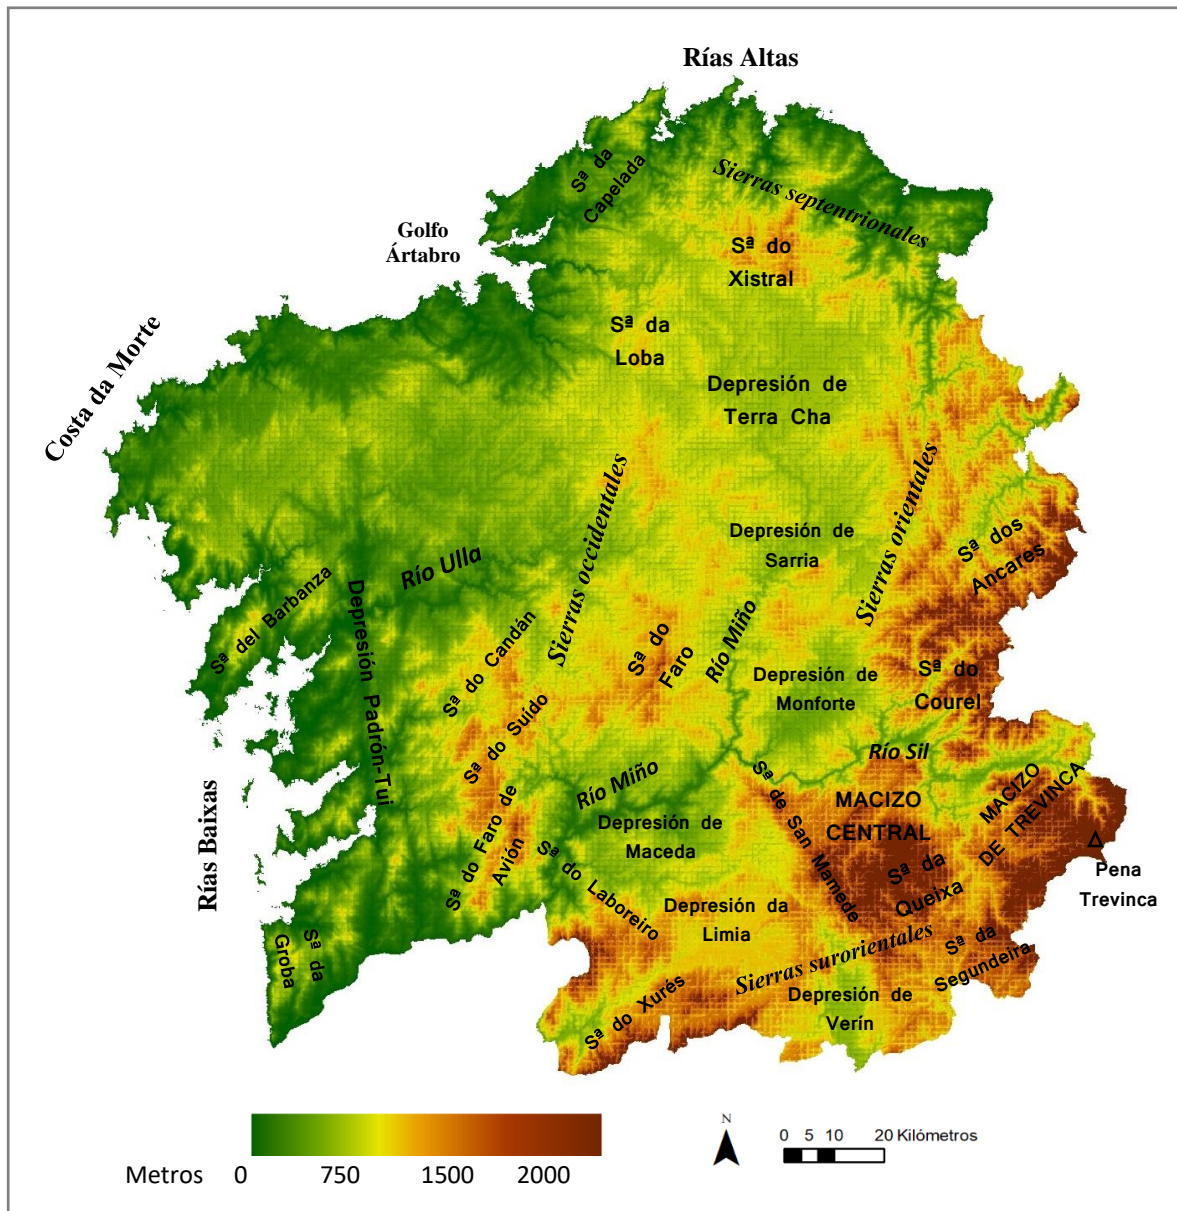 Rías Altas
Sª da
Capelada
Sierras septentrionales
Golfo
Ártabro
Sª do
Xistral
Costa da Morte
Sª da
Loba
Depresión de
Terra Cha
Sierras occidentales
Sierras orientales
Depresión de
Sarria
Sª dos
Ancares
Río Ulla
Sª del Barbanza
Depresión Padrón-Tui
Sª do Candán
Sª do
Faro
Río Miño
Depresión de
Monforte
Sª do
Courel
Sª do Suído
Río Sil
Río Miño
Sª de San Mamede
MACIZO
CENTRAL
MACIZO
DE TREVINCA
Rías Baixas
Sª do Faro de
Avión
Depresión de
Maceda
Sª do Laboreiro
Sª da
Queixa
Pena
Trevinca
Depresión da
Limia
Sª da
Groba
Sierras surorientales
Sª da
Segundeira
Sª do Xurés
Depresión de
Verín
Metros 0 750 1500 2000
N
0 5 10 20 Kilómetros